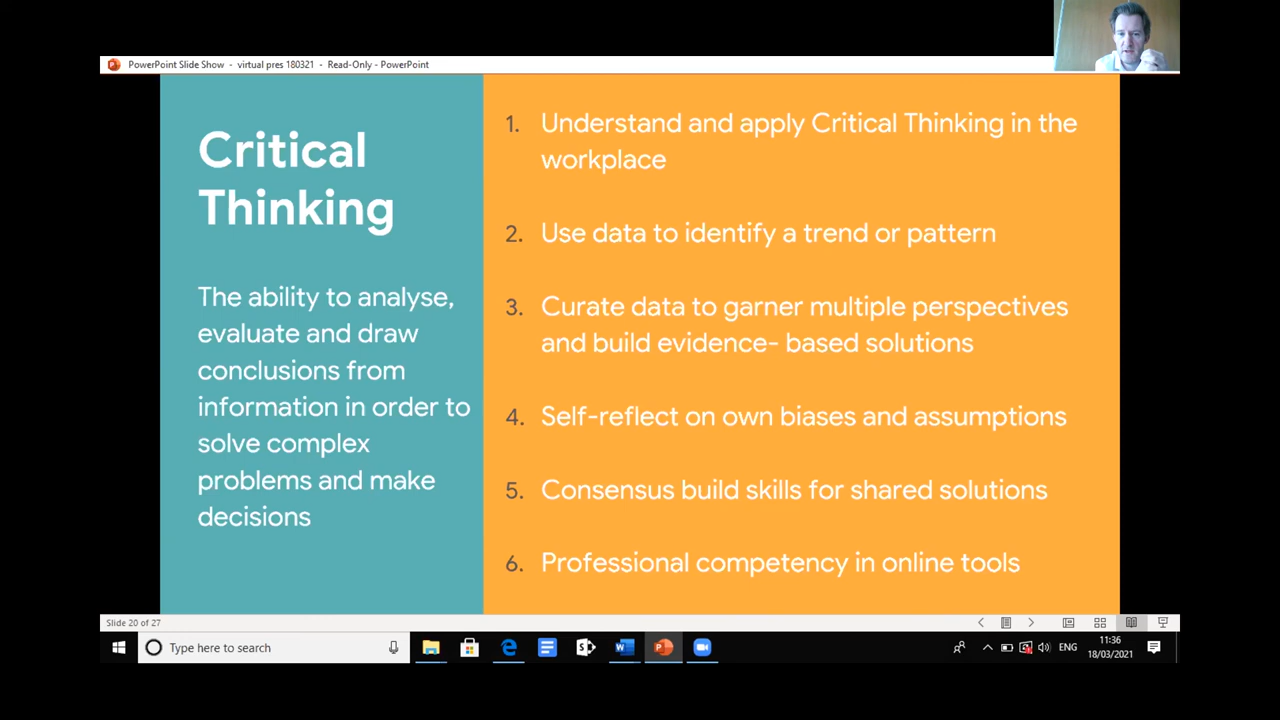 PowerPoint Slide Show - virtual pres 180321 - Read-Only - PowerPoint
Critical
Thinking
The ability to analyse,
evaluate and draw
conclusions from
information in order to
solve complex
problems and make
decisions
1. Understand and apply Critical Thinking in the
workplace
2. Use data to identify a trend or pattern
3. Curate data to garner multiple perspectives
and build evidence- based solutions
4. Self-reflect on own biases and assumptions
5. Consensus build skills for shared solutions
6. Professional competency in online tools
Slide 20 of 27
Type here to search
ENG
11:36
18/03/2021